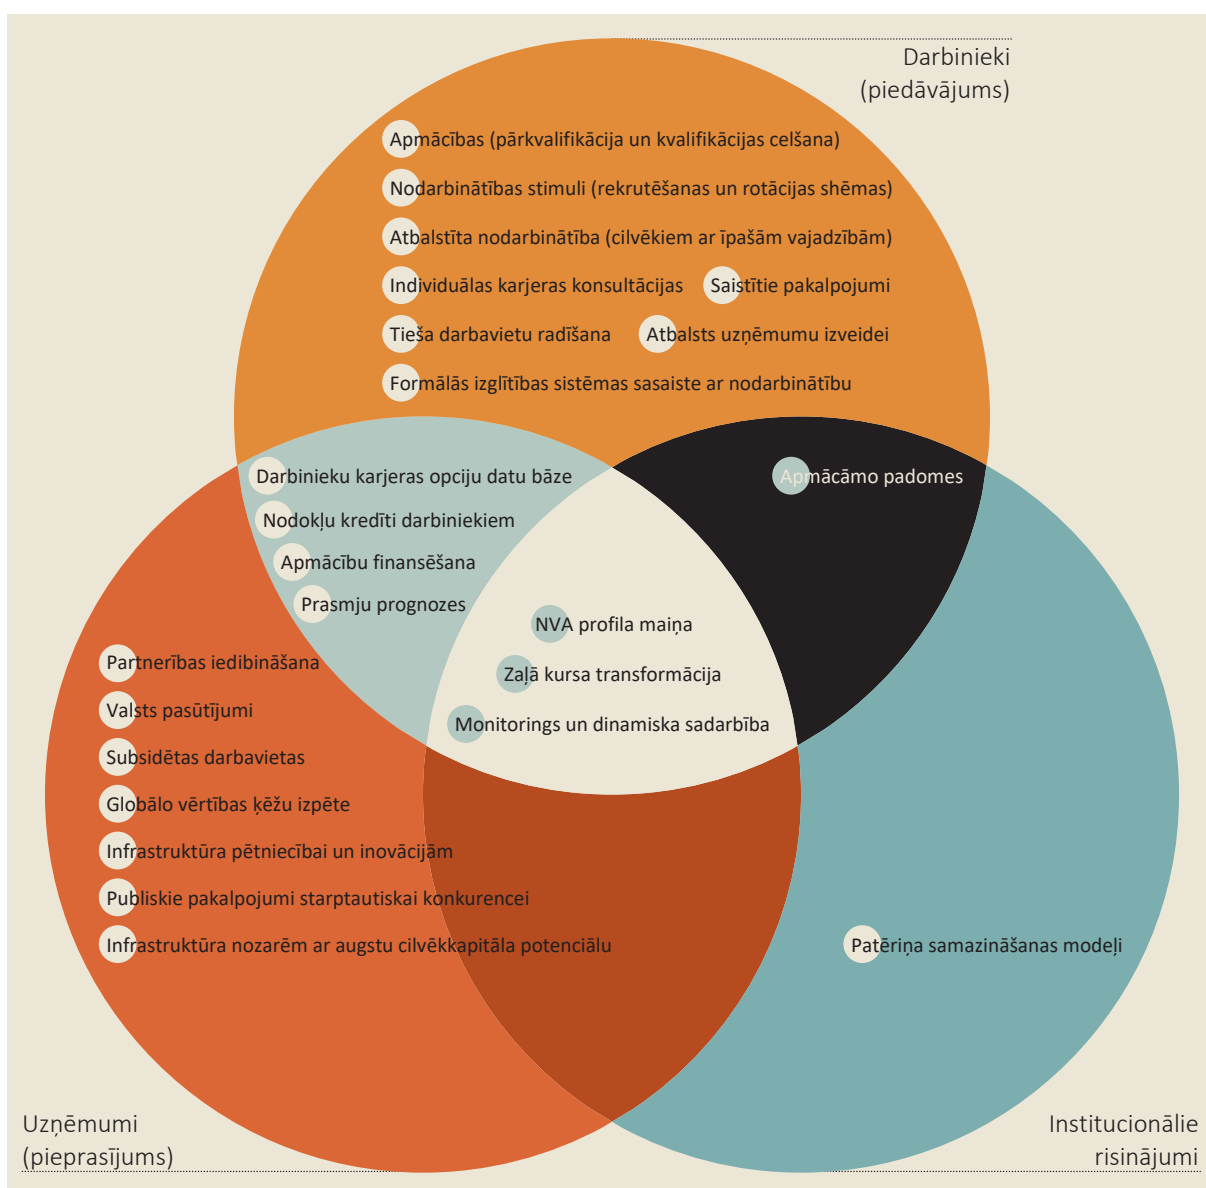 Darbinieki
(piedāvājums)
Apmācības (pārkvalifikācija un kvalifikācijas celšana)
Nodarbinātības stimuli (rekrutēšanas un rotācijas shēmas)
Atbalstīta nodarbinātība (cilvēkiem ar īpašām vajadzībām)
Individuālas karjeras konsultācijas
Saistītie pakalpojumi
Tieša darbavietu radīšana
Atbalsts uzņēmumu izveidei
Formālās izglītības sistēmas sasaiste ar nodarbinātību
Darbinieku karjeras opciju datu bāze
Nodokļu kredīti darbiniekiem
Apmācību finansēšana
Prasmju prognozes
Apmācāmo padomes
NVA profila maiņa
Zaļā kursa transformācija
Monitorings un dinamiska sadarbība
Partnerības iedibināšana
Valsts pasūtījumi
Subsidētas darbavietas
Globālo vērtības ķēžu izpēte
Infrastruktūra pētniecībai un inovācijām
Publiskie pakalpojumi starptautiskai konkurencei
Infrastruktūra nozarēm ar augstu cilvēkkapitāla potenciālu
Patēriņa samazināšanas modeļi
Uzņēmumi
(pieprasījums)
Institucionālie
risinājumi